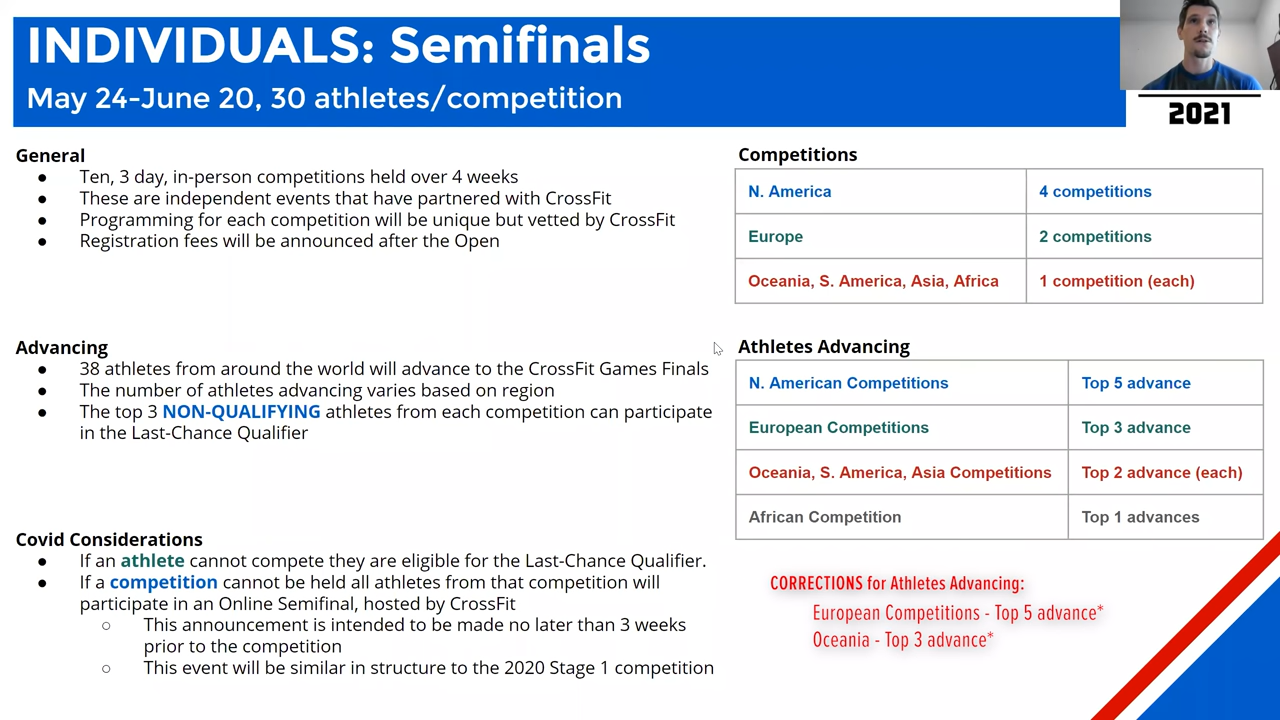 INDIVIDUALS: Semifinals
May 24-June 20, 30 athletes/competition
2021
General
● Ten, 3 day, in-person competitions held over 4 weeks
● These are independent events that have partnered with CrossFit
● Programming for each competition will be unique but vetted by CrossFit
● Registration fees will be announced after the Open
Advancing
● 38 athletes from around the world will advance to the CrossFit Games Finals
● The number of athletes advancing varies based on region
● The top 3 NON-QUALIFYING athletes from each competition can participate
in the Last-Chance Qualifier
Covid Considerations
● If an athlete cannot compete they are eligible for the Last-Chance Qualifier.
● If a competition cannot be held all athletes from that competition will
participate in an Online Semifinal, hosted by CrossFit
○ This announcement is intended to be made no later than 3 weeks
prior to the competition
○ This event will be similar in structure to the 2020 Stage 1 competition
Competitions
N. America 4 competitions
Europe 2 competitions
Oceania, S. America, Asia, Africa 1 competition (each)
Athletes Advancing
N. American Competitions Top 5 advance
European Competitions Top 3 advance
Oceania, S. America, Asia Competitions Top 2 advance (each)
African Competition Top 1 advances
CORRECTIONS for Athletes Advancing:
European Competitions - Top 5 advance*
Oceania - Top 3 advance*